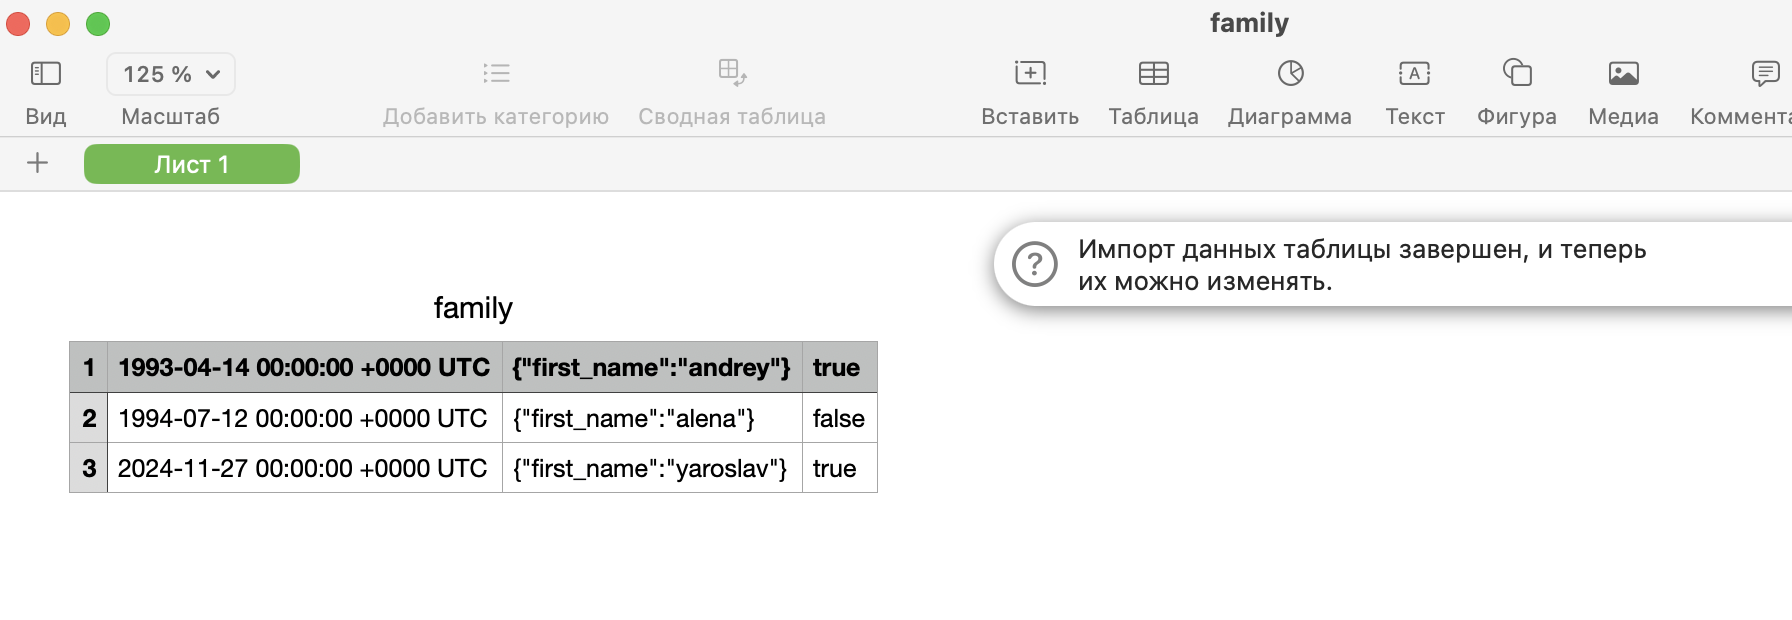 family
125 %
Вид
Масштаб
Добавить категорию
Сводная таблица
Вставить
Таблица
Диаграмма
Текст
Фигура
Медиа
Коммента
Лист 1
Импорт данных таблицы завершен, и теперь
их можно изменять.
family
1 1993-04-14 00:00:00 +0000 UTC {"first_name":"andrey"} true
2 1994-07-12 00:00:00 +0000 UTC {"first_name":"alena"} false
3 2024-11-27 00:00:00 +0000 UTC {"first_name":"yaroslav"} true